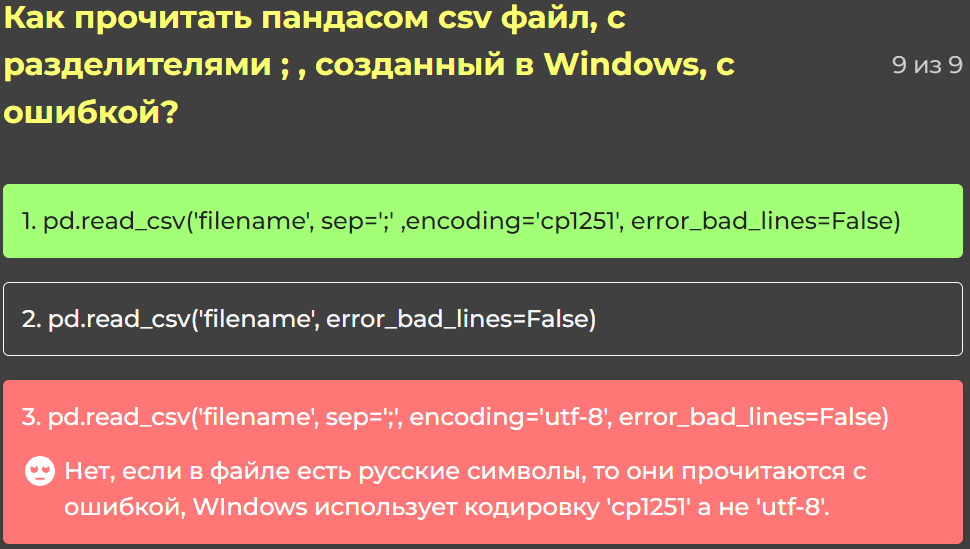 Как прочитать пандасом csv файл, с
разделителями ; , созданный в Windows, с
ошибкой?
9 из 9
1. pd.read_csv('filename', sep=';' ,encoding='cp1251', error_bad_lines=False)
2. pd.read_csv('filename', error_bad_lines=False)
3. pd.read_csv('filename', sep=';', encoding='utf-8', error_bad_lines=False)
Нет, если в файле есть русские символы, то они прочитаются с
ошибкой, WIndows использует кодировку 'cp1251' а не 'utf-8'.